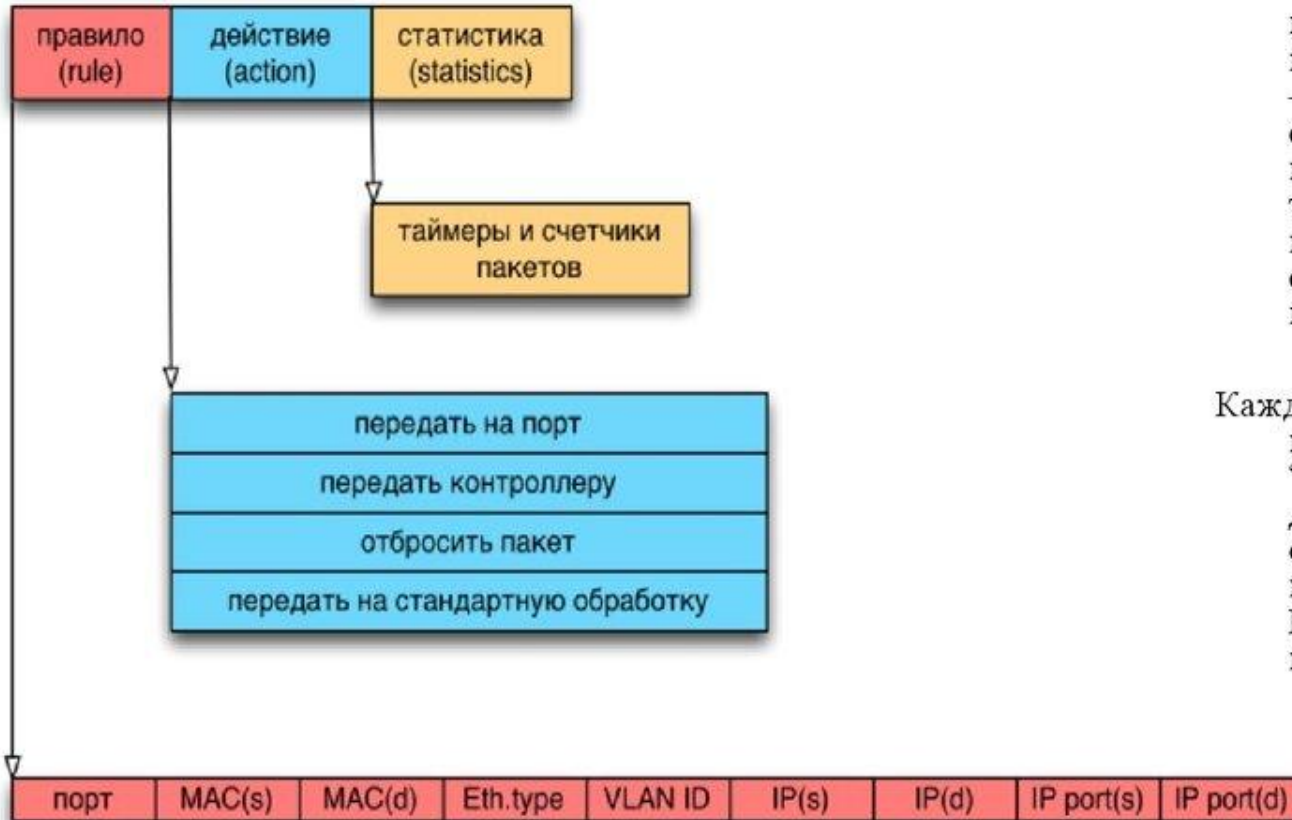 правило
(rule)
действие
(action)
статистика
(statistics)
таймеры и счетчики
пакетов
передать на порт
передать контроллеру
отбросить пакет
передать на стандартную обработку
порт
MAC(s)
MAC(d)
Eth.type
VLAN ID
IP(s)
IP(d)
IP port(s)
IP port(d)